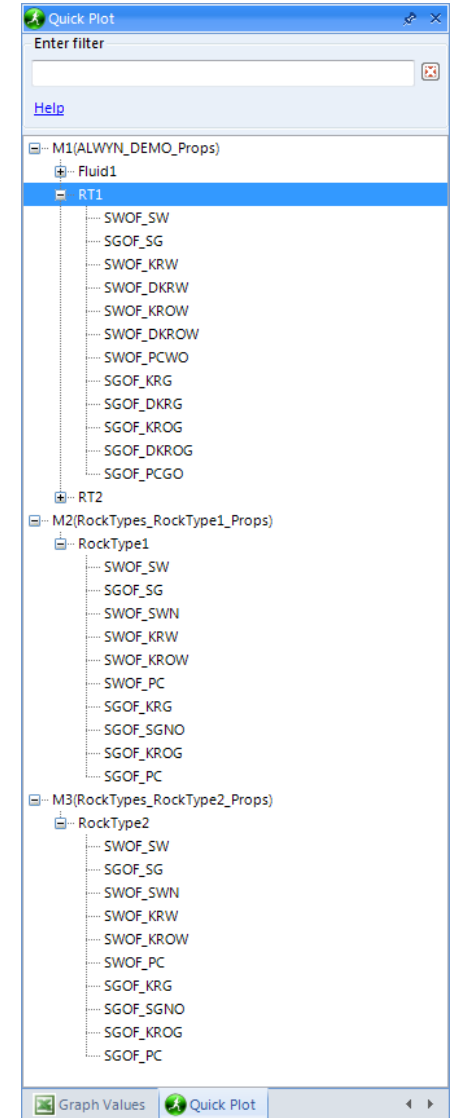 Quick Plot
Enter filter
Help
M1(ALWYN_DEMO_Props)
Fluid1
RT1
SWOF_SW
SGOF_SG
SWOF_KRW
SWOF_DKRW
SWOF_KROW
SWOF_DKROW
SWOF_PCWO
SGOF_KRG
SGOF_DKRG
SGOF_KROG
SGOF_DKROG
SGOF_PCGO
RT2
M2(RockTypes_RockType1_Props)
RockType1
SWOF_SW
SGOF_SG
SWOF_SWN
SWOF_KRW
SWOF_KROW
SWOF_PC
SGOF_KRG
SGOF_SGNO
SGOF_KROG
SGOF_PC
M3(RockTypes_RockType2_Props)
RockType2
SWOF_SW
SGOF_SG
SWOF_SWN
SWOF_KRW
SWOF_KROW
SWOF_PC
SGOF_KRG
SGOF_SGNO
SGOF_KROG
SGOF_PC
Graph Values Quick Plot